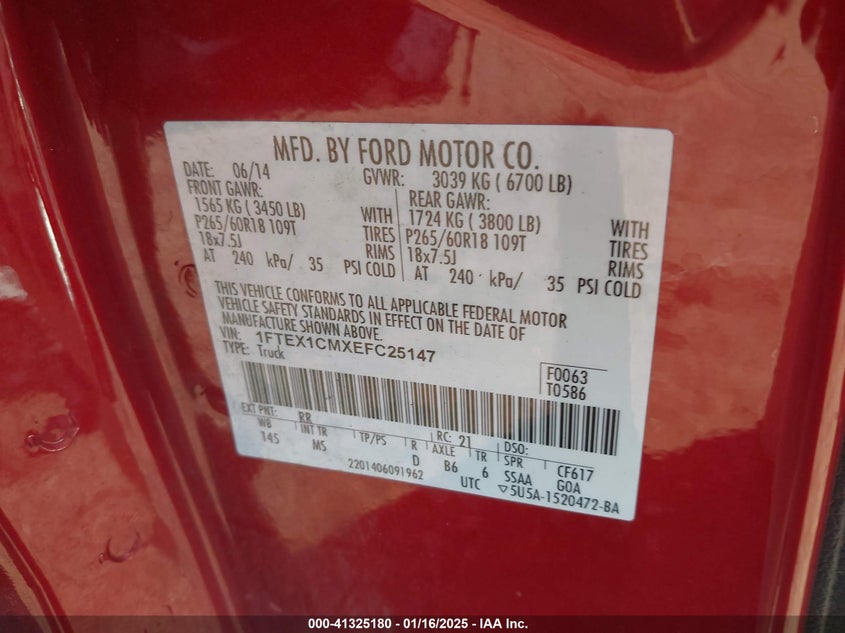 MFD. BY FORD MOTOR CO.
DATE: 06/14 GVWR: 3039 KG ( 6700 LB)
FRONT GAWR: REAR GAWR:
1565 KG ( 3450 LB) WITH 1724 KG ( 3800 LB) WITH
P265/60R18 109T TIRES P265/60R18 109T TIRES
18x7.5J RIMS 18x7.5J RIMS
AT 240 kPa/ 35 PSI COLD AT 240 kPa/ 35 PSI COLD
THIS VEHICLE CONFORMS TO ALL APPLICABLE FEDERAL MOTOR
VEHICLE SAFETY STANDARDS IN EFFECT ON THE DATE OF
MANUFACTURE SHOWN ABOVE.
VIN: 1FTEX1CMXEFC25147
TYPE: Truck
F0063
T0586
EXT PNT: RR RC: 21 DSO:
WB INT TR TP/PS R AXLE TR SPR CF617
145 MS D B6 6 SSAA GOA
2201406091962 UTC ▽5U5A-1520472-BA
000-41325180 - 01/16/2025 - IAA Inc.